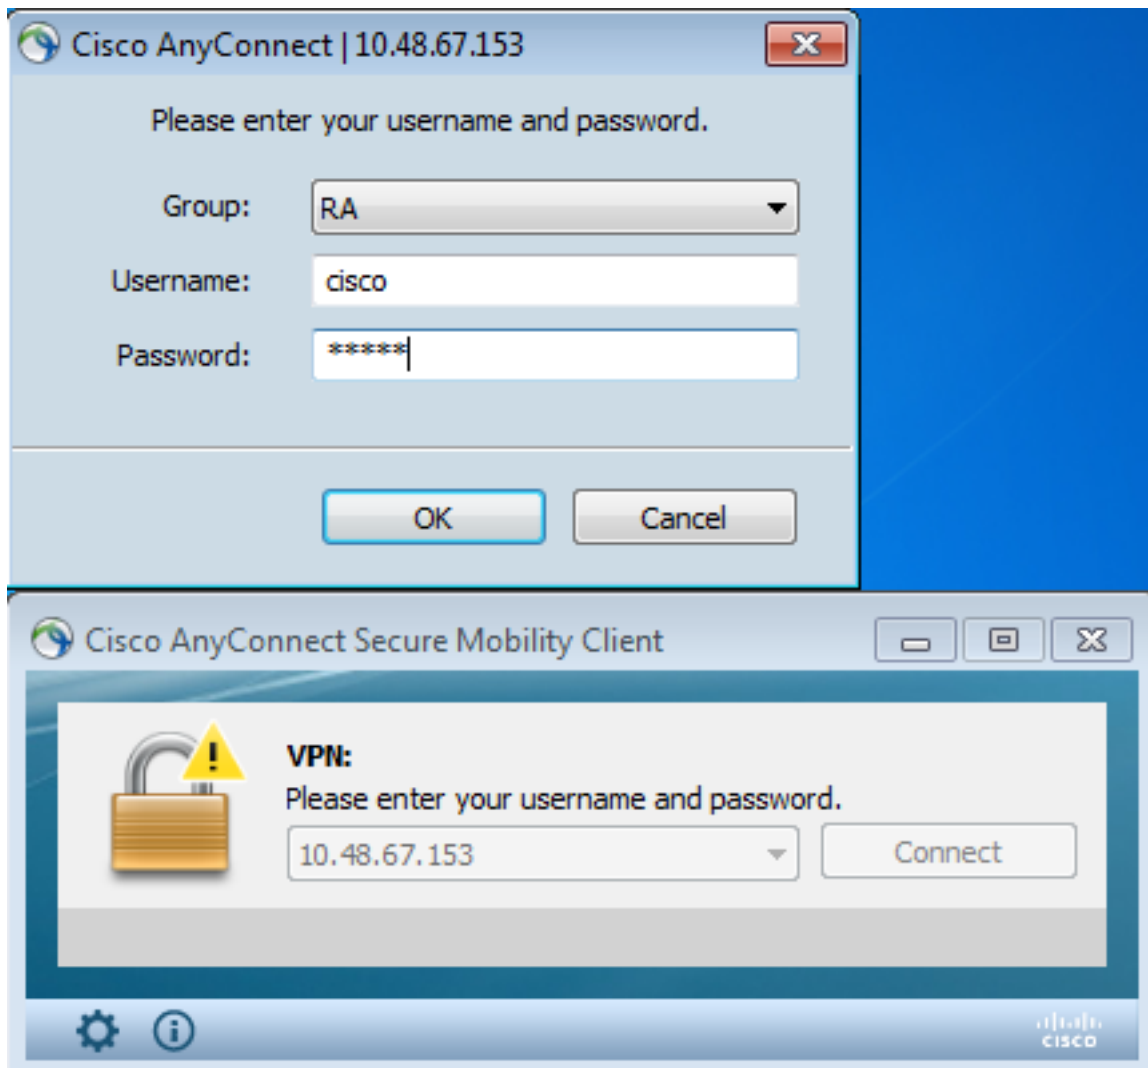 Cisco AnyConnect | 10.48.67.153
Please enter your username and password.
Group: RA
Username: cisco
Password: *****
OK Cancel
Cisco AnyConnect Secure Mobility Client
VPN:
Please enter your username and password.
10.48.67.153 Connect
CISCO